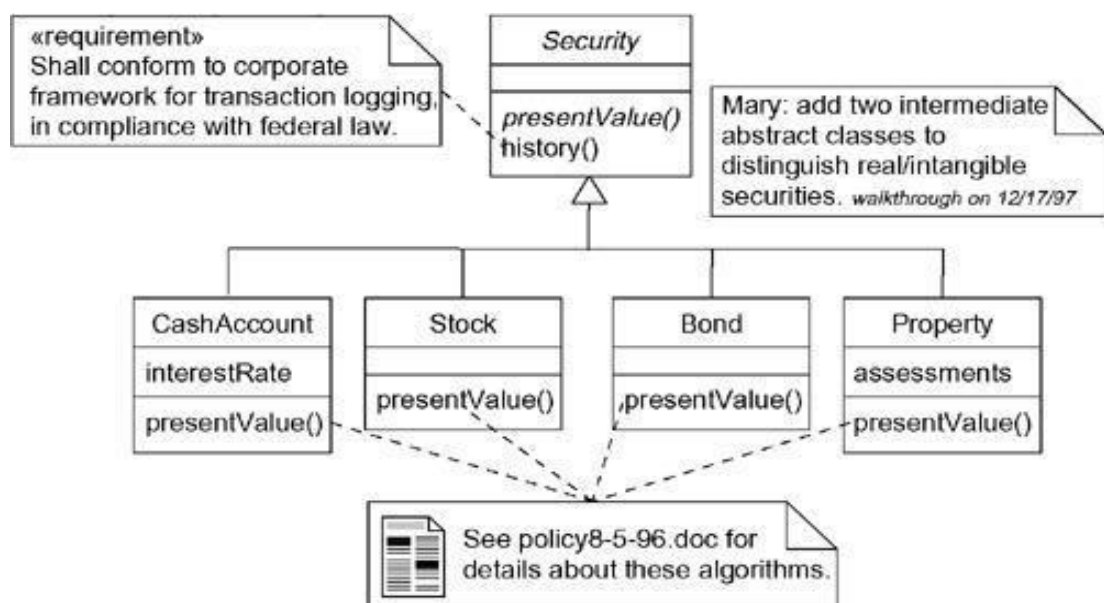 «requirement»
Shall conform to corporate
framework for transaction logging,
in compliance with federal law.
Security
presentValue()
history()
Mary: add two intermediate
abstract classes to
distinguish real/intangible
securities. walkthrough on 12/17/97
CashAccount
interestRate
presentValue()
Stock
presentValue()
Bond
presentValue()
Property
assessments
presentValue()
See policy8-5-96.doc for
details about these algorithms.